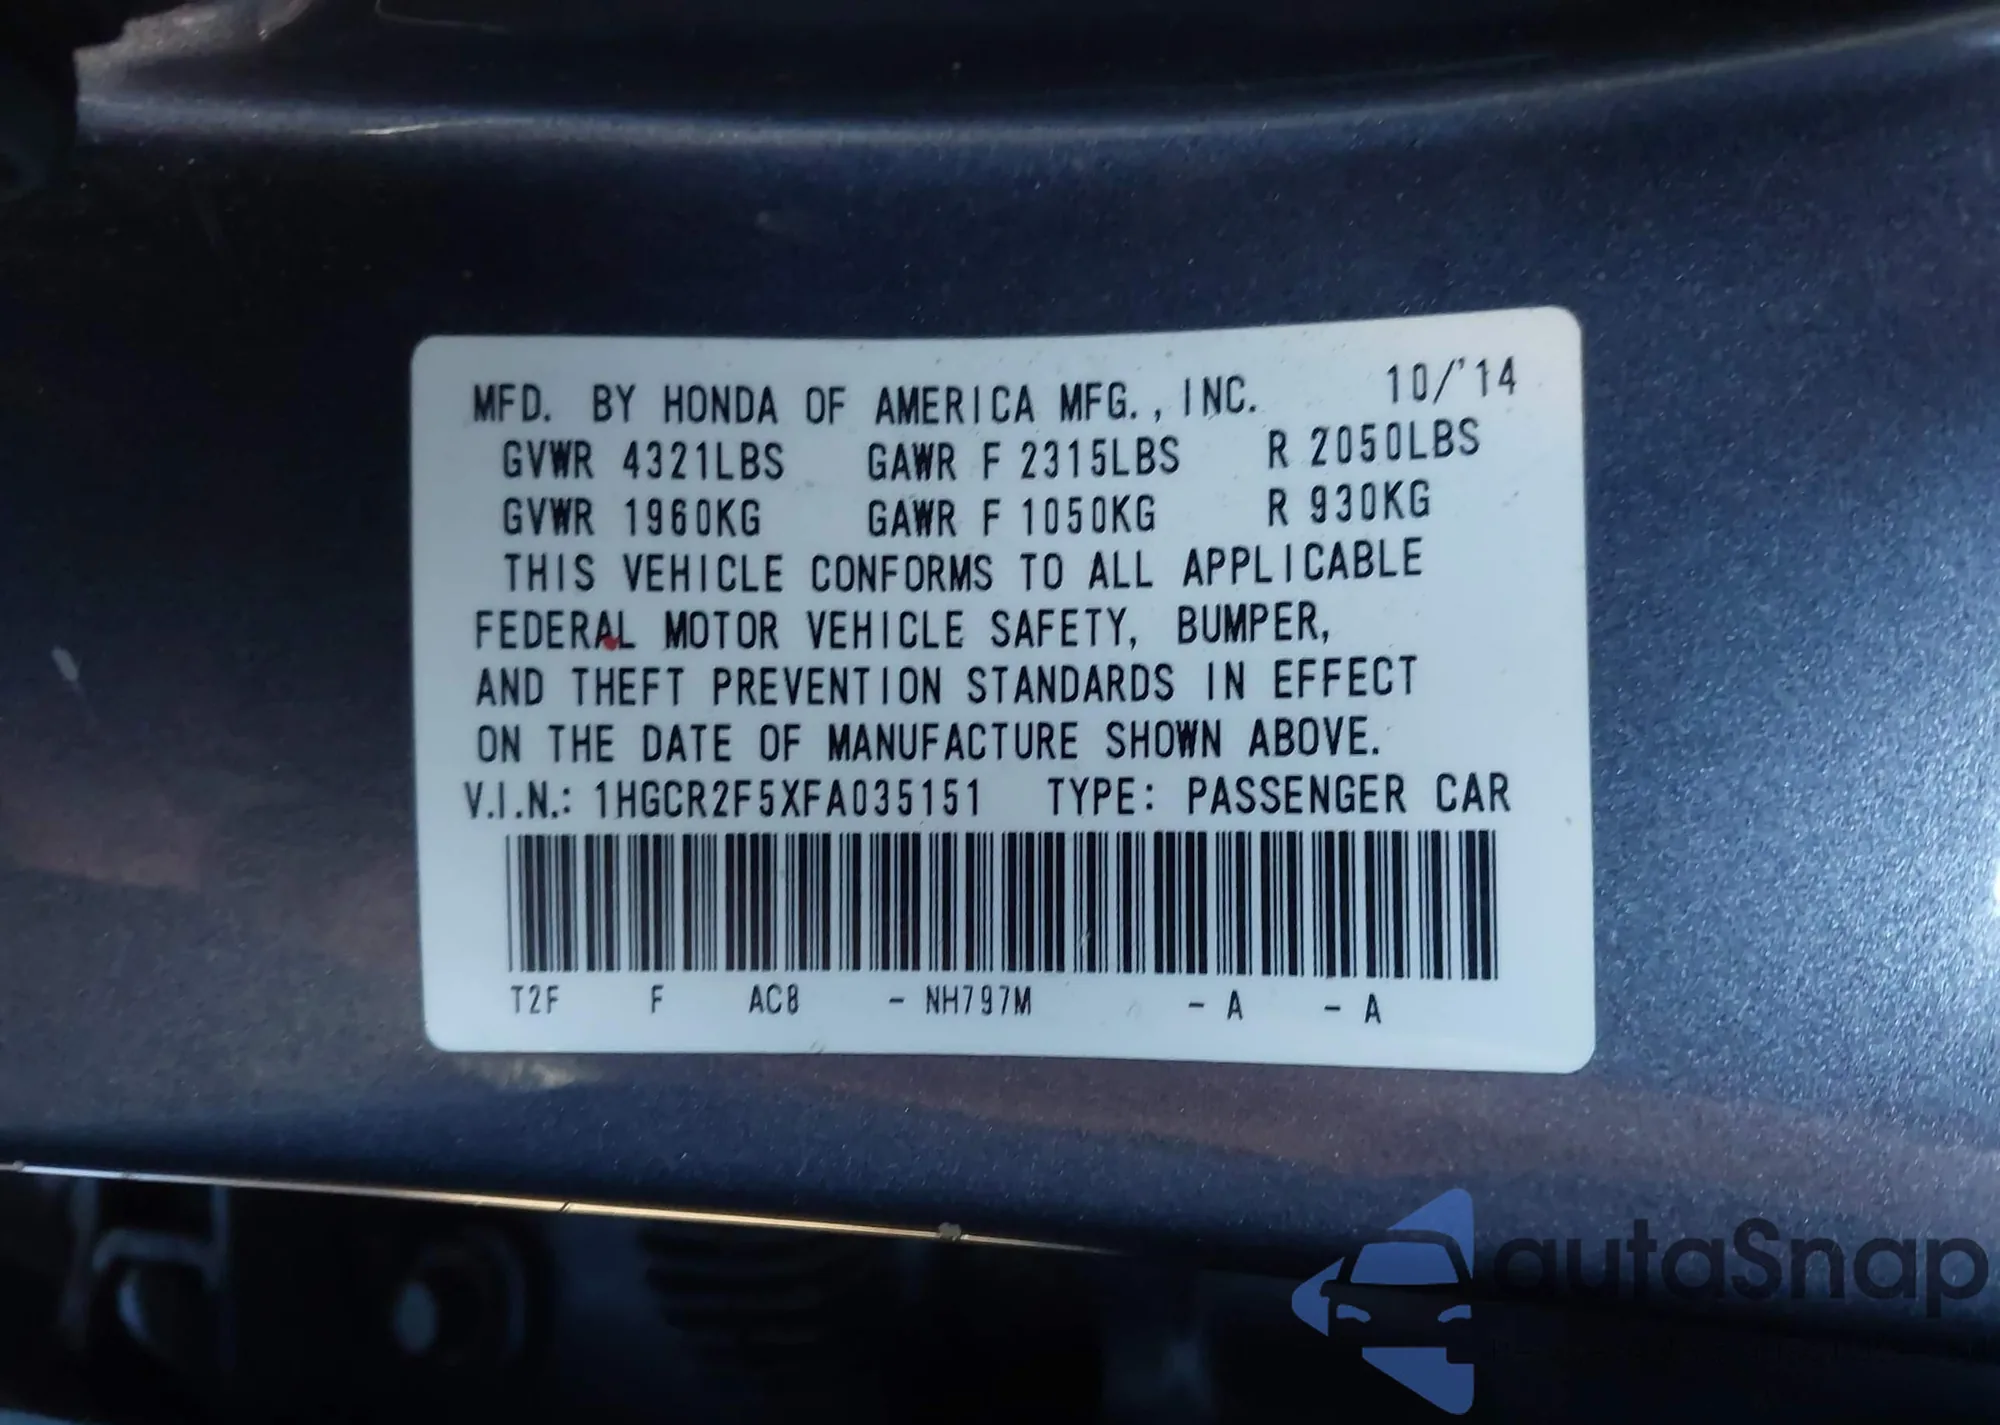 MFD. BY HONDA OF AMERICA MFG., INC. 10/'14
GVWR 4321LBS GAWR F 2315LBS R 2050LBS
GVWR 1960KG GAWR F 1050KG R 930KG
THIS VEHICLE CONFORMS TO ALL APPLICABLE
FEDERAL MOTOR VEHICLE SAFETY, BUMPER,
AND THEFT PREVENTION STANDARDS IN EFFECT
ON THE DATE OF MANUFACTURE SHOWN ABOVE.
V.I.N.: 1HGCR2F5XFA035151 TYPE: PASSENGER CAR
T2F F AC8 - NH797M - A - A
autaSnap